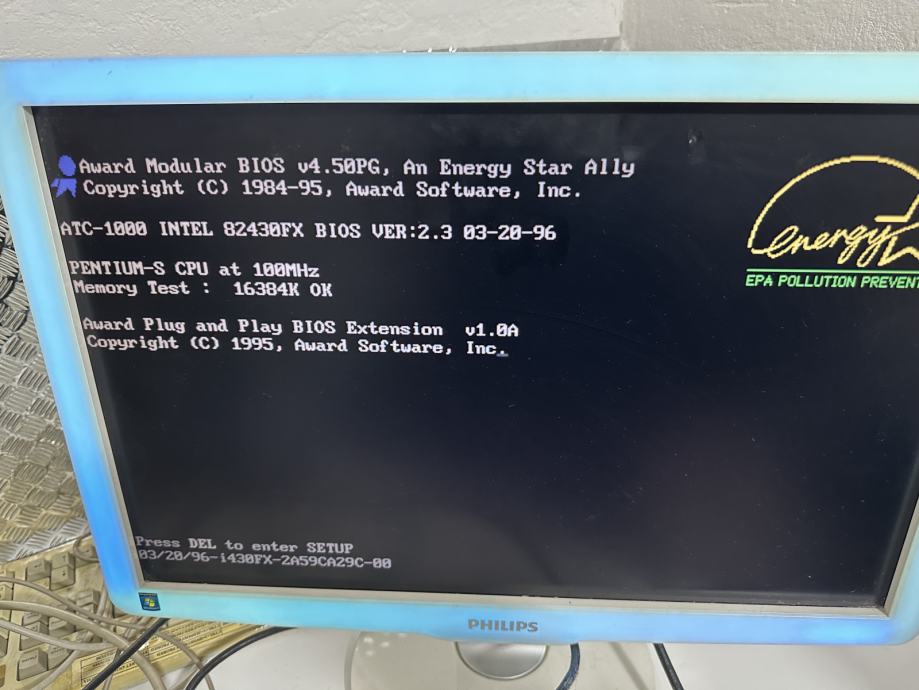 Award Modular BIOS v4.50PG, An Energy Star Ally
Copyright (C) 1984-95, Award Software, Inc.
ATC-1000 INTEL 82430FX BIOS VER:2.3 03-20-96
energy
EPA POLLUTION PREVENT
PENTIUM-S CPU at 100MHz
Memory Test : 16384K OK
Award Plug and Play BIOS Extension v1.0A
Copyright (C) 1995, Award Software, Inc.
Press DEL to enter SETUP
03/20/96-i430FX-2A59CA29C-00
PHILIPS